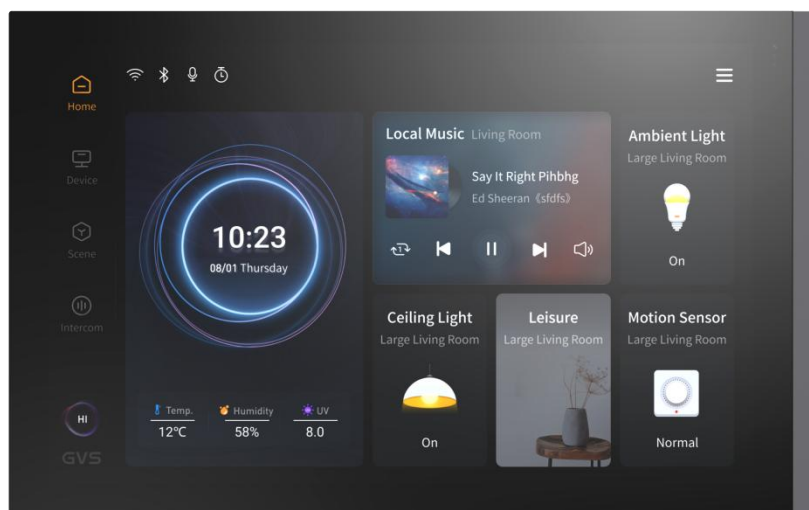 Home
Device
Scene
Intercom
HI
GVS
10:23
08/01 Thursday
Temp.
12℃
Humidity
58%
UV
8.0
Local Music Living Room
Say It Right Pihbhg
Ed Sheeran《sfdfs》
1
Ambient Light
Large Living Room
On
Ceiling Light
Large Living Room
On
Leisure
Large Living Room
Motion Sensor
Large Living Room
Normal